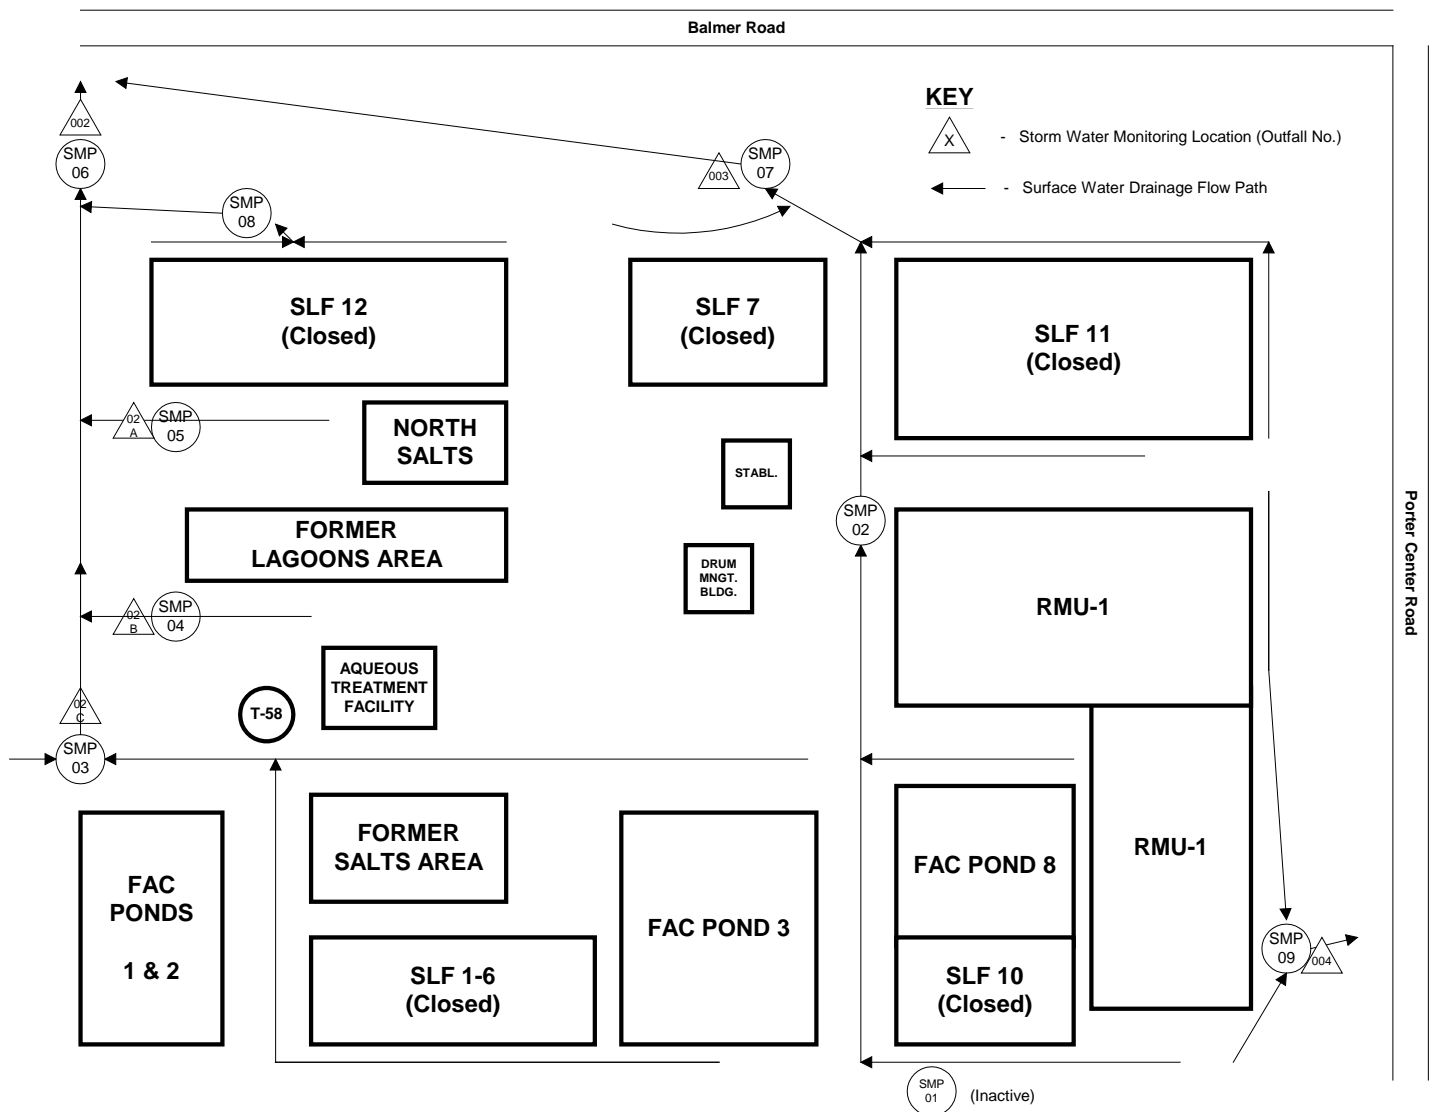 Balmer Road
KEY
X
- Storm Water Monitoring Location (Outfall No.)
- Surface Water Drainage Flow Path
002
SMP
06
SMP
07
003
SMP
08
SLF 12
(Closed)
SLF 7
(Closed)
SLF 11
(Closed)
02
A
SMP
05
NORTH
SALTS
STABL.
SMP
02
FORMER
LAGOONS AREA
DRUM
MNGT.
BLDG.
RMU-1
Porter Center Road
02
B
SMP
04
AQUEOUS
TREATMENT
FACILITY
T-58
02
C
SMP
03
FORMER
SALTS AREA
FAC
PONDS
1 & 2
FAC POND 3
FAC POND 8
RMU-1
SLF 1-6
(Closed)
SLF 10
(Closed)
SMP
09
004
SMP
01
(Inactive)